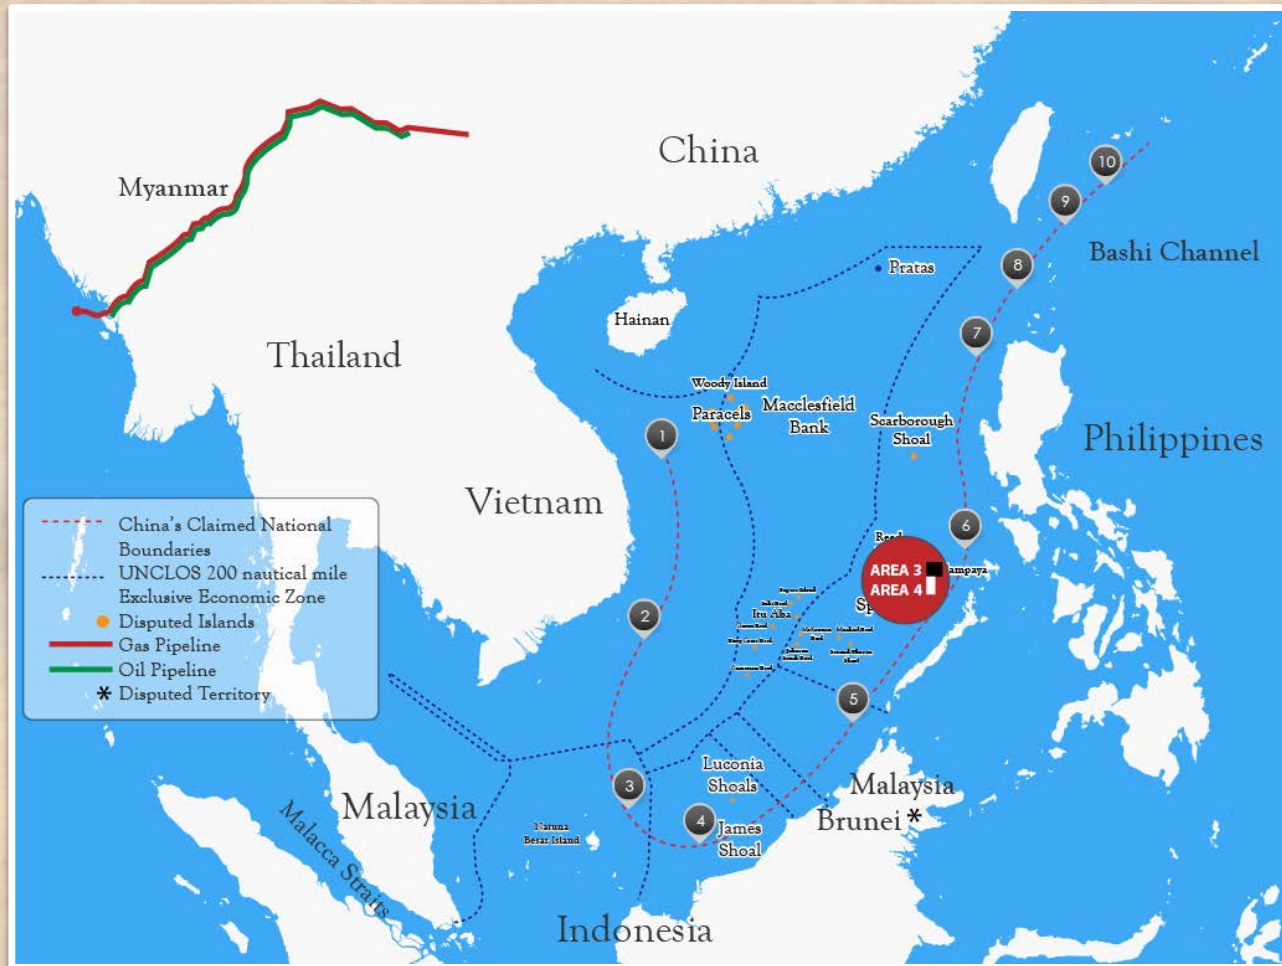 China
Myanmar
10
9
Bashi Channel
8
Pratas
Hainan
7
Thailand
Woody Island
Paracels
Macclesfield
Bank
Scarborough
Shoal
1
Philippines
Vietnam
China's Claimed National
Boundaries
UNCLOS 200 nautical mile
Exclusive Economic Zone
Disputed Islands
Gas Pipeline
Oil Pipeline
* Disputed Territory
6
AREA 3
AREA 4
ampaya
Sp
Itu Aba
2
5
3
Luconia
Shoals
Malaysia
Malaysia
Brunei *
4
James
Shoal
Natuna
Besar Island
Malacca Straits
Indonesia